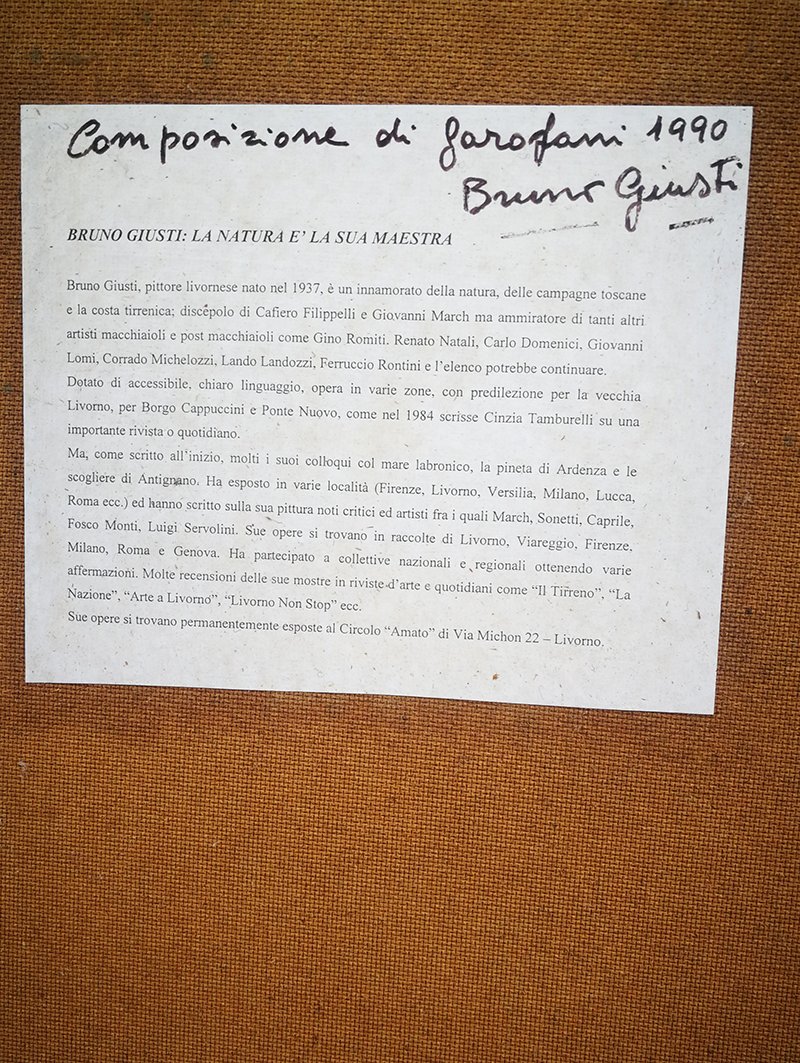 Composizione di garofani 1990
Bruno Giusti
BRUNO GIUSTI: LA NATURA E' LA SUA MAESTRA
Bruno Giusti, pittore livornese nato nel 1937, è un innamorato della natura, delle campagne toscane
e la costa tirrenica; discepolo di Cafiero Filippelli e Giovanni March ma ammiratore di tanti altri
artisti macchiaioli e post macchiaioli come Gino Romiti. Renato Natali, Carlo Domenici, Giovanni
Lomi, Corrado Michelozzi, Lando Landozzi, Ferruccio Rontini e l'elenco potrebbe continuare.
Dotato di accessibile, chiaro linguaggio, opera in varie zone, con predilezione per la vecchia
Livorno, per Borgo Cappuccini e Ponte Nuovo, come nel 1984 scrisse Cinzia Tamburelli su una
importante rivista o quotidiano.
Ma, come scritto all'inizio, molti i suoi colloqui col mare labronico, la pineta di Ardenza e le
scogliere di Antignano. Ha esposto in varie località (Firenze, Livorno, Versilia, Milano, Lucca,
Roma ecc.) ed hanno scritto sulla sua pittura noti critici ed artisti fra i quali March, Sonetti, Caprile,
Fosco Monti, Luigi Servolini. Sue opere si trovano in raccolte di Livorno, Viareggio, Firenze,
Milano, Roma e Genova. Ha partecipato a collettive nazionali e regionali ottenendo varie
affermazioni. Molte recensioni delle sue mostre in riviste d'arte e quotidiani come "Il Tirreno", "La
Nazione", "Arte a Livorno", "Livorno Non Stop" ecc.
Sue opere si trovano permanentemente esposte al Circolo "Amato" di Via Michon 22 – Livorno.